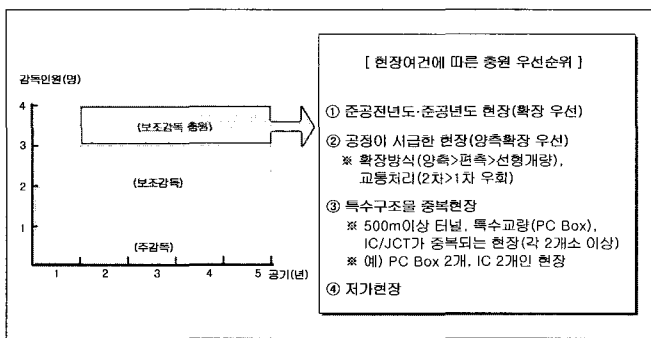 감독인원(명)
4
3
2
1
(보조감독 충원)
(보조감독)
(주감독)
1 2 3 4 5 공기(년)
[ 현장여건에 따른 충원 우선순위 ]
① 준공전년도·준공년도 현장(확장 우선)
② 공정이 시급한 현장(양측확장 우선)
※ 확장방식(양측>편측>선형개량),
교통처리(2차>1차 우회)
③ 특수구조물 중복현장
※ 500m이상 터널, 특수교량(PC Box),
IC/JCT가 중복되는 현장(각 2개소 이상)
※ 예) PC Box 2개, IC 2개인 현장
④ 저가현장